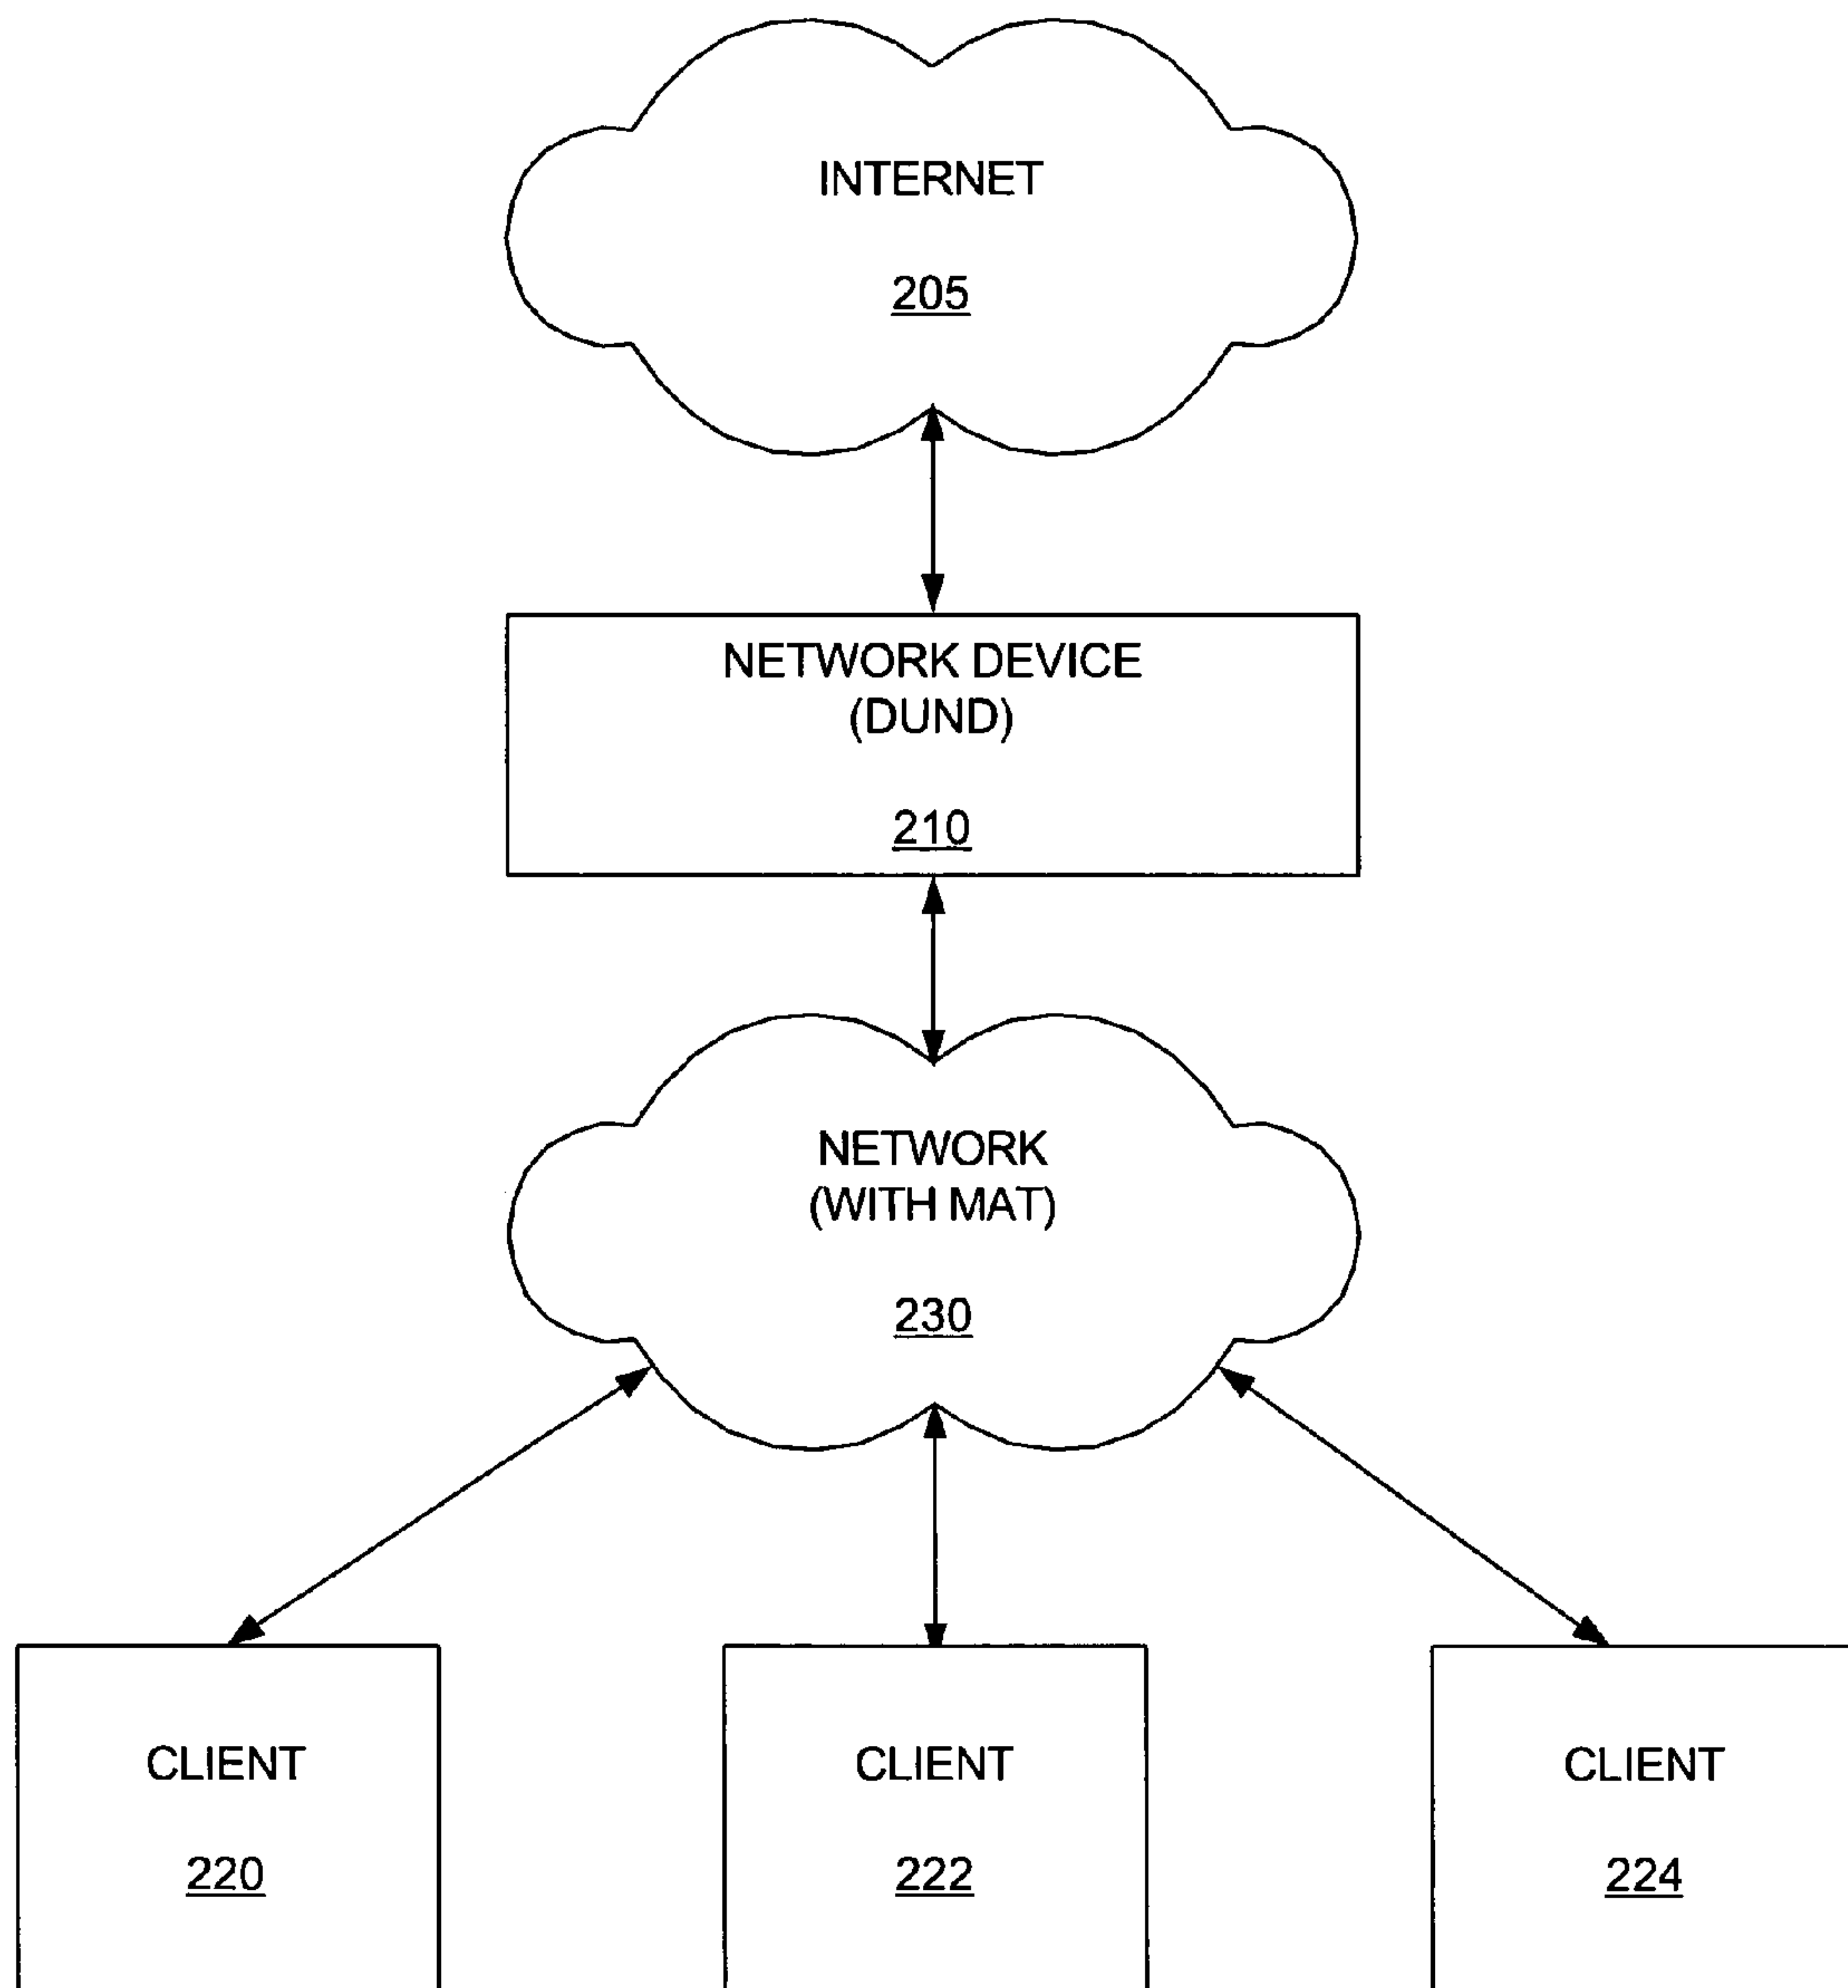 INTERNET
205
NETWORK DEVICE
(DUND)
210
NETWORK
(WITH MAT)
230
CLIENT
220
CLIENT
222
CLIENT
224